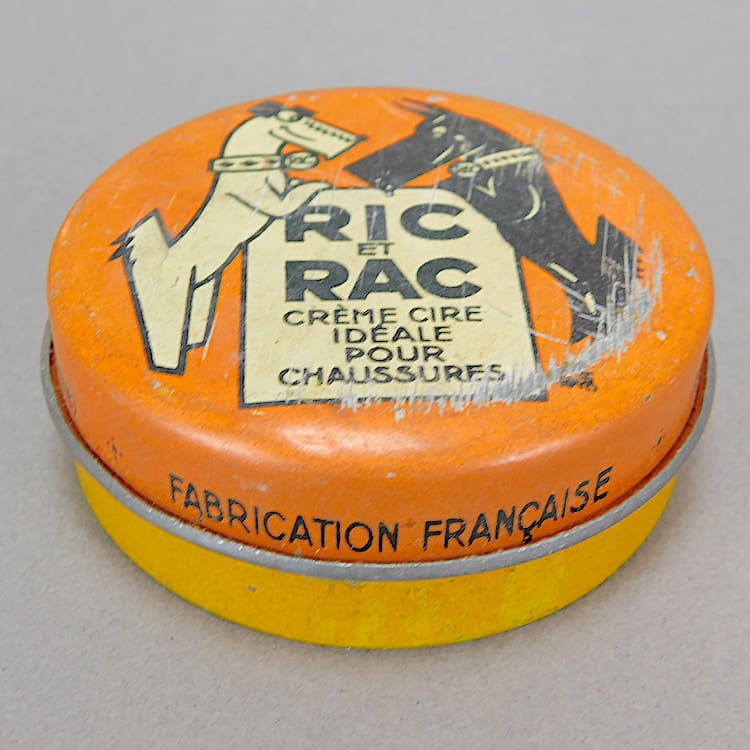 RIC
ET
RAC
CRÈME CIRE
IDÉALE
POUR
CHAUSSURES
FABRICATION FRANÇAISE